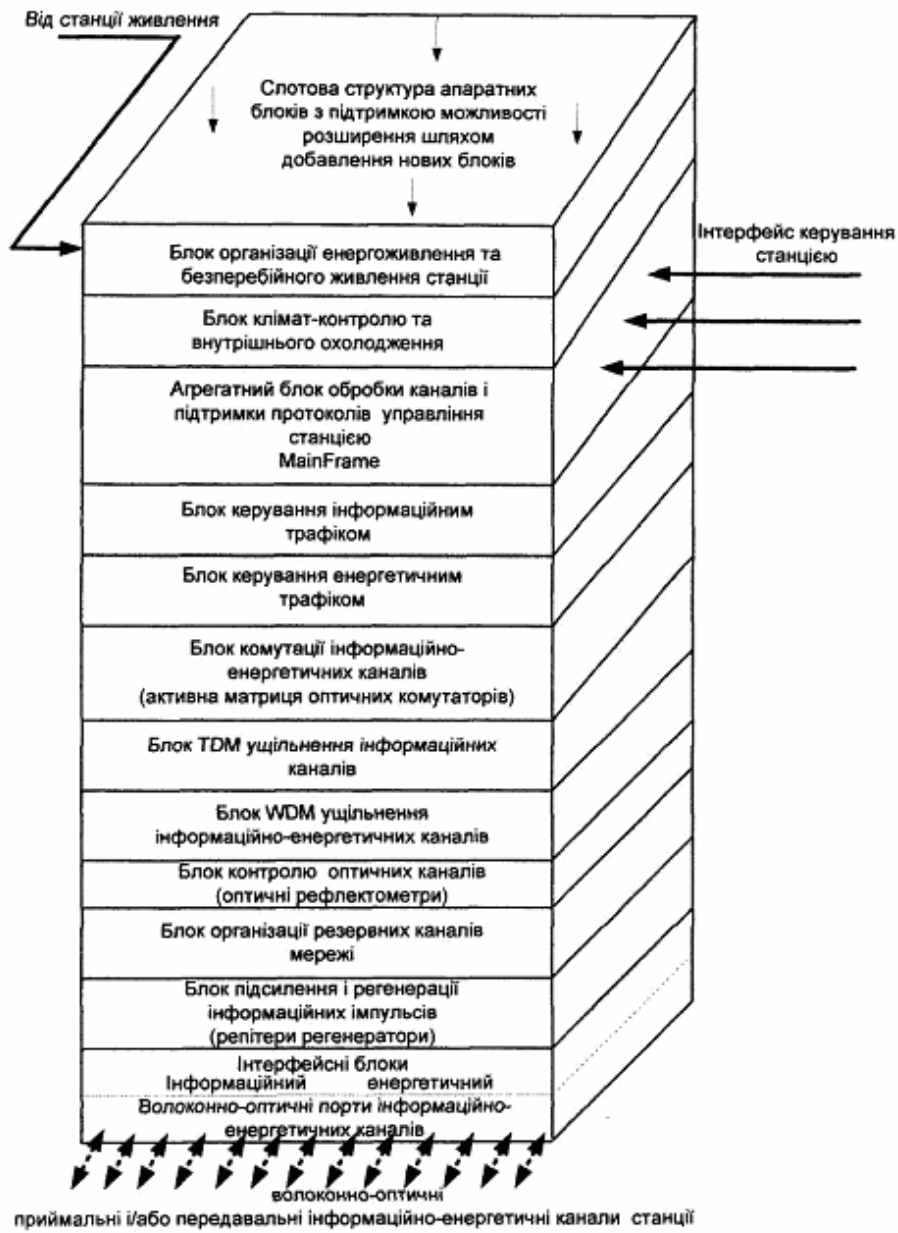 Від станції живлення
Слотова структура апаратних
блоків з підтримкою можливості
розширення шляхом
добавлення нових блоків
Інтерфейс керування
станцією
Блок організації енергоживлення та
безперебійного живлення станції
Блок клімат-контролю та
внутрішнього охолодження
Агрегатний блок обробки каналів і
підтримки протоколів управління
станцією
MainFrame
Блок керування інформаційним
трафіком
Блок керування енергетичним
трафіком
Блок комутації інформаційно-
енергетичних каналів
(активна матриця оптичних комутаторів)
Блок TDM ущільнення інформаційних
каналів
Блок WDM ущільнення
інформаційно-енергетичних каналів
Блок контролю оптичних каналів
(оптичні рефлектометри)
Блок організації резервних каналів
мережі
Блок підсилення і регенерації
інформаційних імпульсів
(репітери регенератори)
Інтерфейсні блоки
Інформаційний енергетичний
Волоконно-оптичні порти інформаційно-
енергетичних каналів
волоконно-оптичні
приймальні і/або передавальні інформаційно-енергетичні канали станції